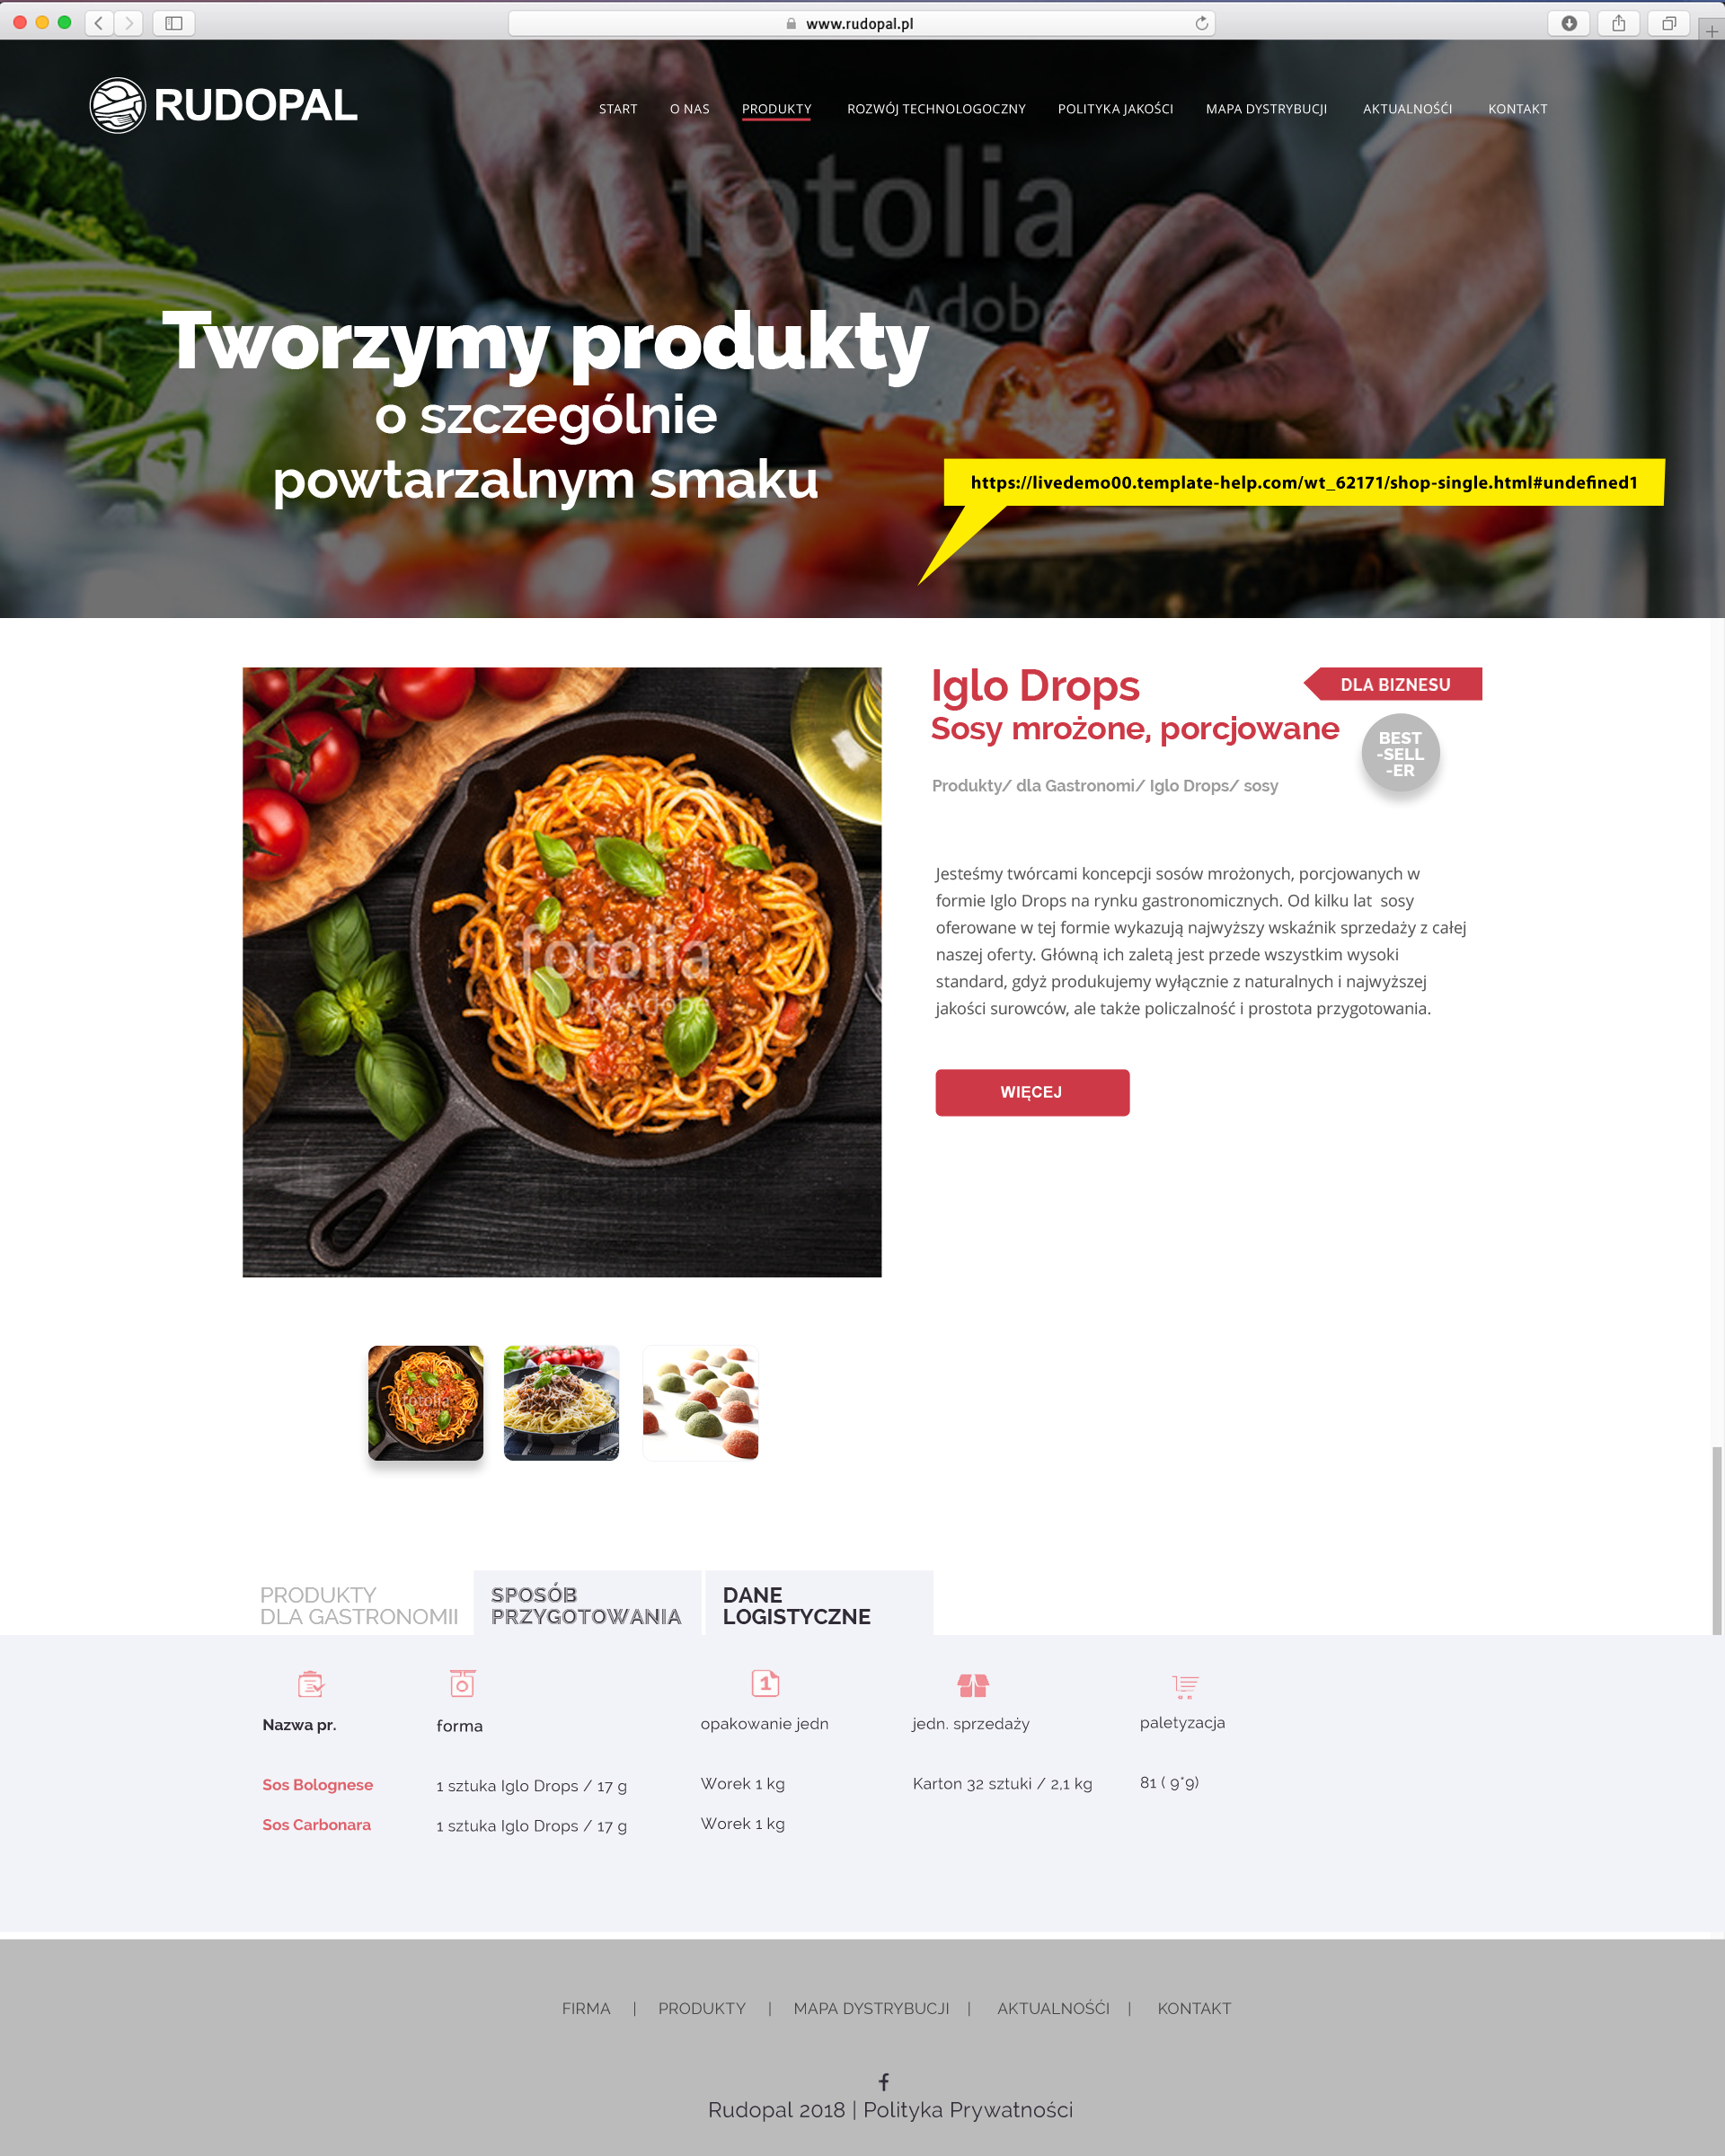 www.rudopal.pl
RUDOPAL
START O NAS PRODUKTY ROZWÓJ TECHNOLOGOCZNY POLITYKA JAKOŚCI MAPA DYSTRYBUCJI AKTUALNOŚĆI KONTAKT
fotolia
by Adobe
Tworzymy produkty
o szczególnie
powtarzalnym smaku
https://livedemo00.template-help.com/wt_62171/shop-single.html#undefined1
Iglo Drops
DLA BIZNESU
Sosy mrożone, porcjowane
BEST
-SELL
-ER
Produkty/ dla Gastronomi/ Iglo Drops/ sosy
Jesteśmy twórcami koncepcji sosów mrożonych, porcjowanych w
formie Iglo Drops na rynku gastronomicznych. Od kilku lat sosy
oferowane w tej formie wykazują najwyższy wskaźnik sprzedaży z całej
naszej oferty. Główną ich zaletą jest przede wszystkim wysoki
standard, gdyż produkujemy wyłącznie z naturalnych i najwyższej
jakości surowców, ale także policzalność i prostota przygotowania.
fotolia
by Adobe
WIĘCEJ
fotolia
PRODUKTY
DLA GASTRONOMII
SPOSÓB
PRZYGOTOWANIA
DANE
LOGISTYCZNE
1
Nazwa pr. forma opakowanie jedn jedn. sprzedaży paletyzacja
Sos Bolognese 1 sztuka Iglo Drops / 17 g Worek 1 kg Karton 32 sztuki / 2,1 kg 81 ( 9*9)
Sos Carbonara 1 sztuka Iglo Drops / 17 g Worek 1 kg
FIRMA | PRODUKTY | MAPA DYSTRYBUCJI | AKTUALNOŚĆI | KONTAKT
Rudopal 2018 | Polityka Prywatności